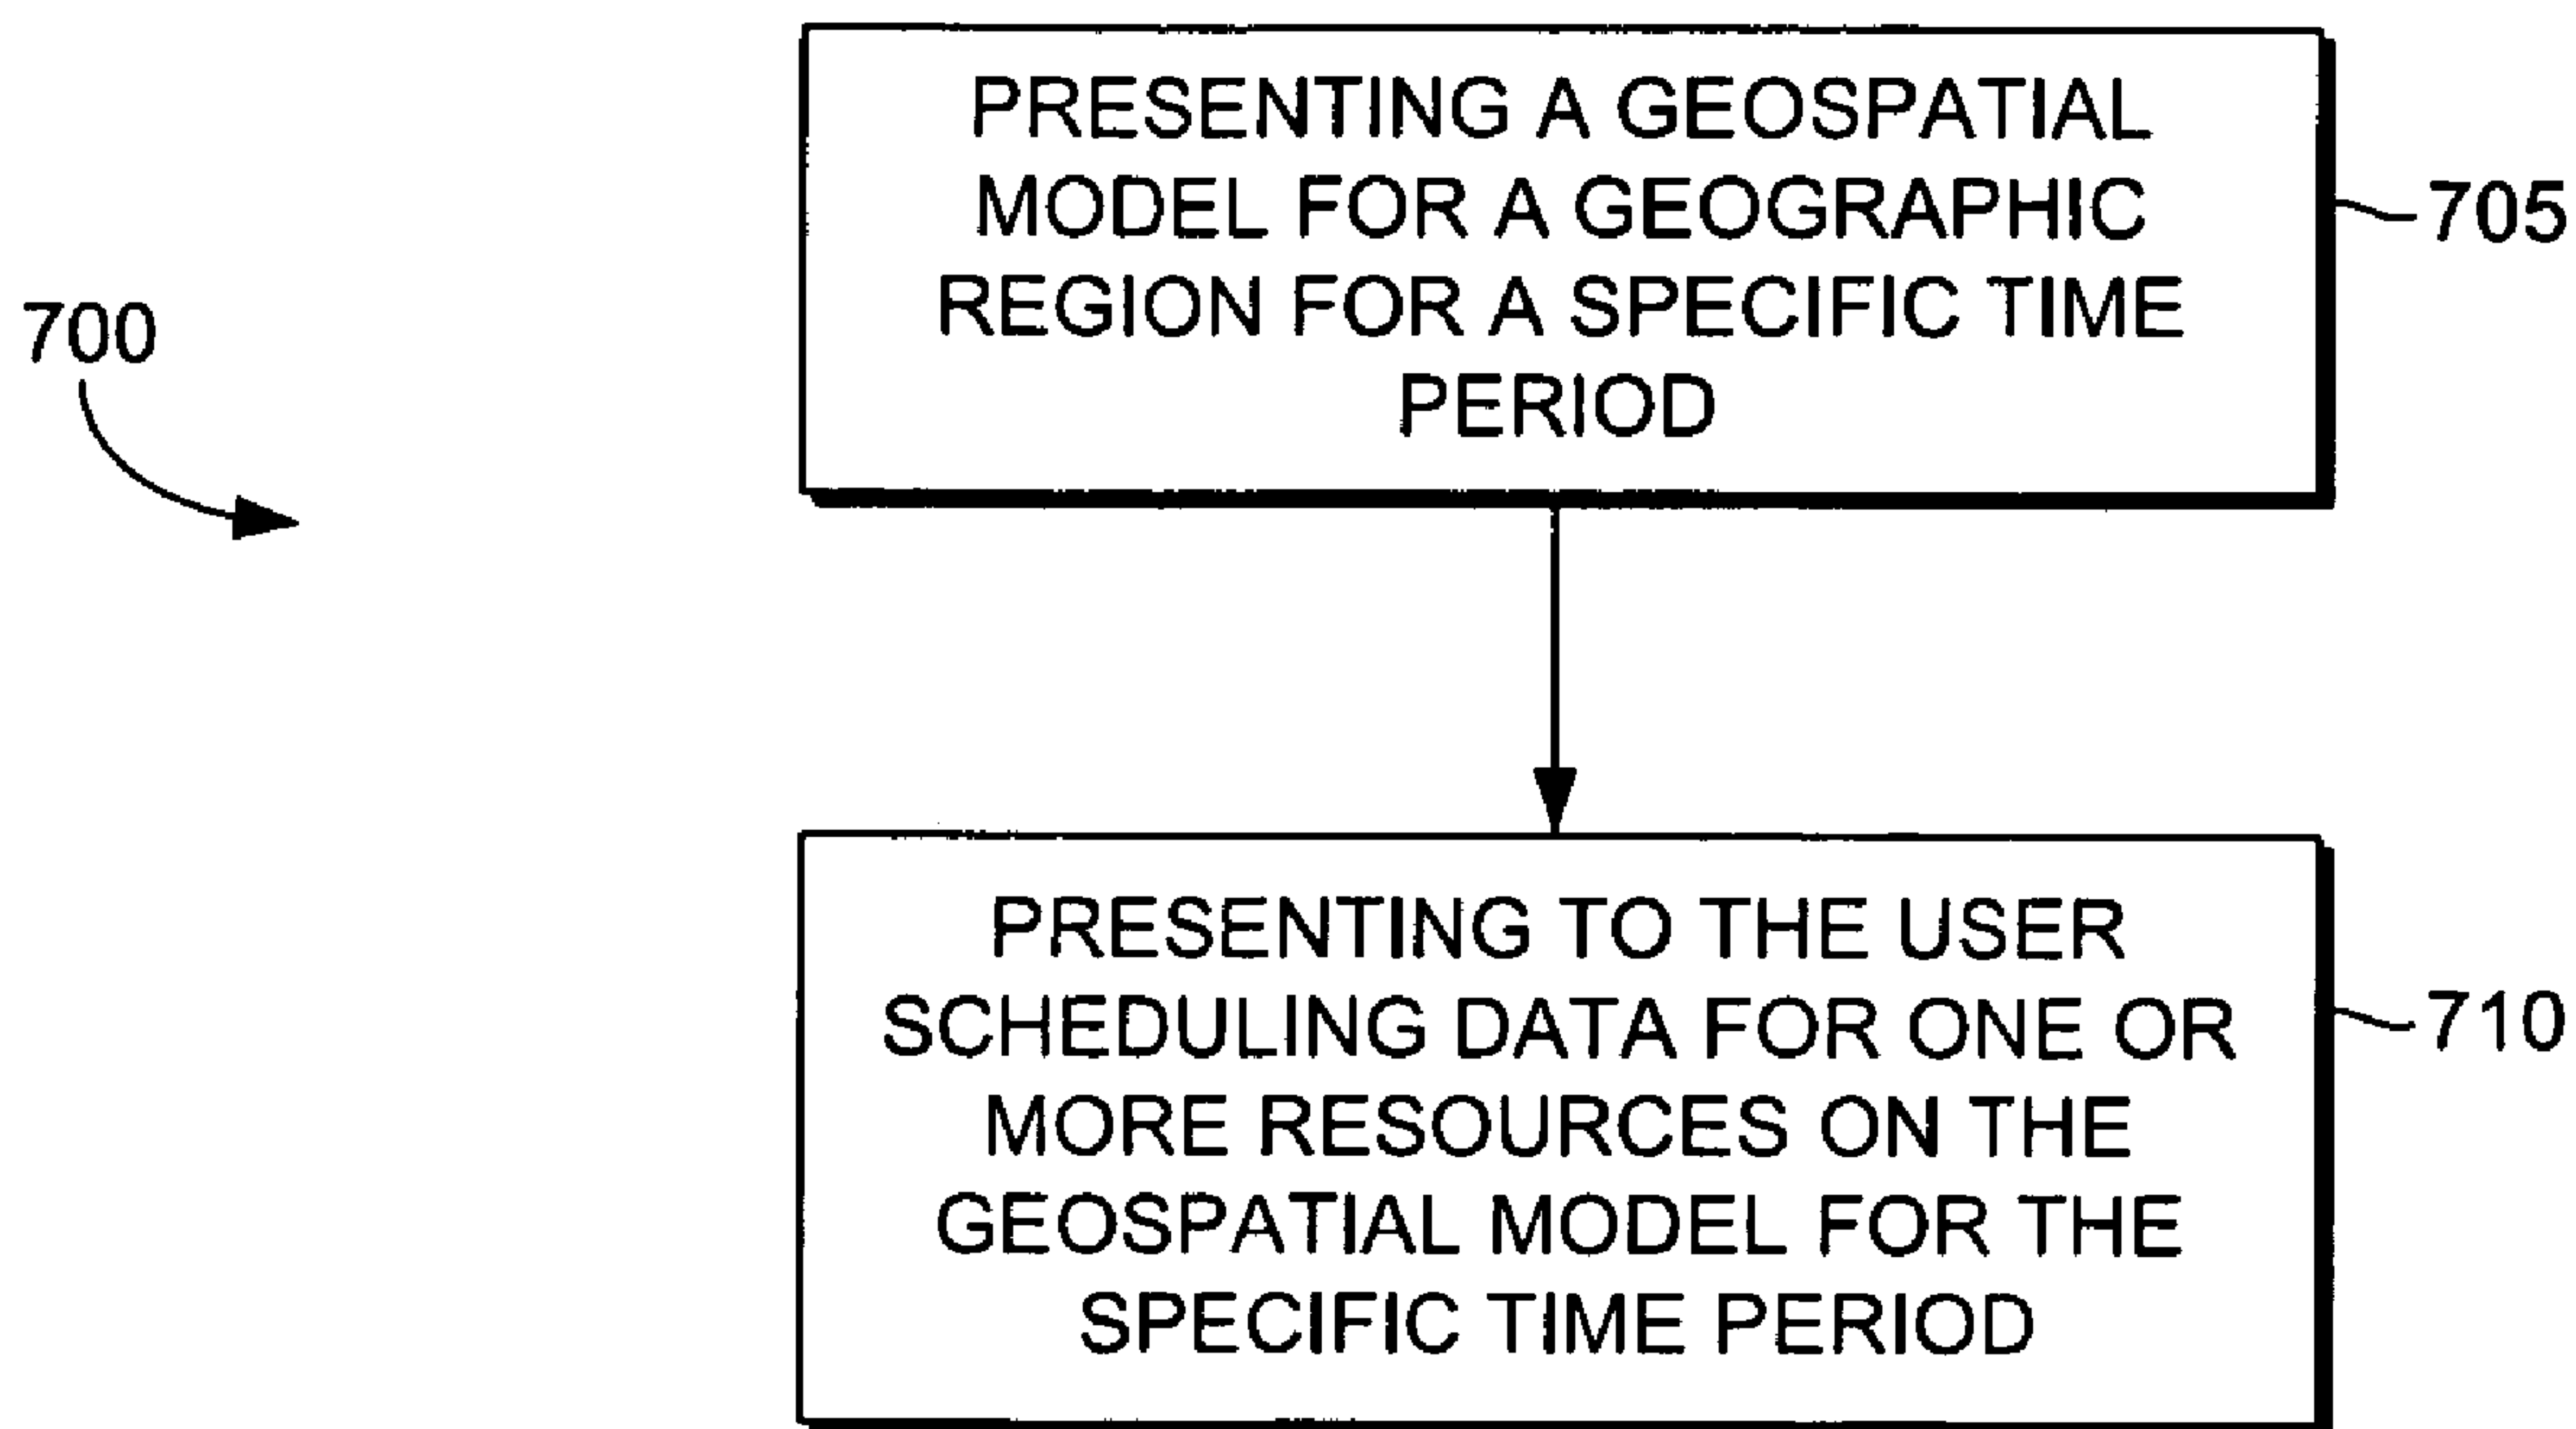 PRESENTING A GEOSPATIAL
MODEL FOR A GEOGRAPHIC
REGION FOR A SPECIFIC TIME
PERIOD
705
700
PRESENTING TO THE USER
SCHEDULING DATA FOR ONE OR
MORE RESOURCES ON THE
GEOSPATIAL MODEL FOR THE
SPECIFIC TIME PERIOD
710